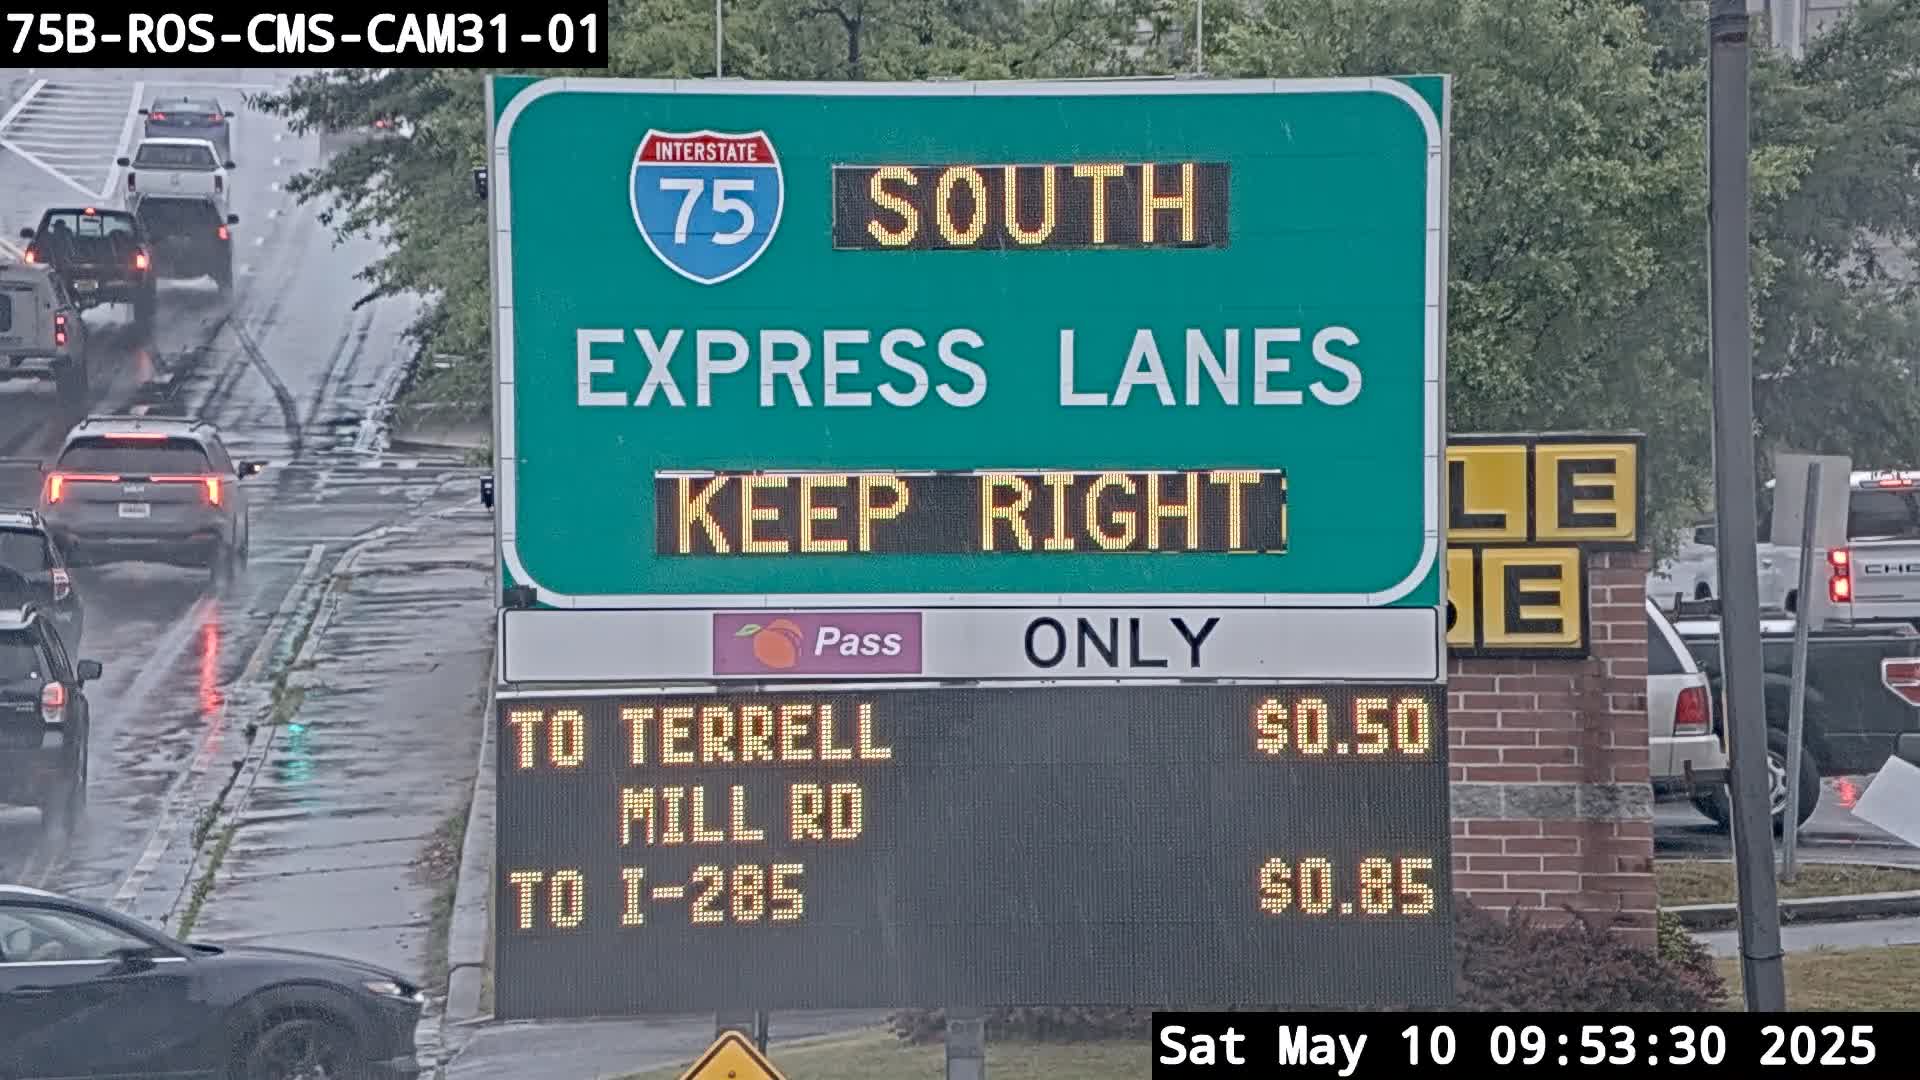 75B-ROS-CMS-CAM31-01
INTERSTATE
75
SOUTH
EXPRESS LANES
KEEP RIGHT
Pass ONLY
TO TERRELL $0.50
MILL RD
TO I-285 $0.85
LE
E
Sat May 10 09:53:30 2025